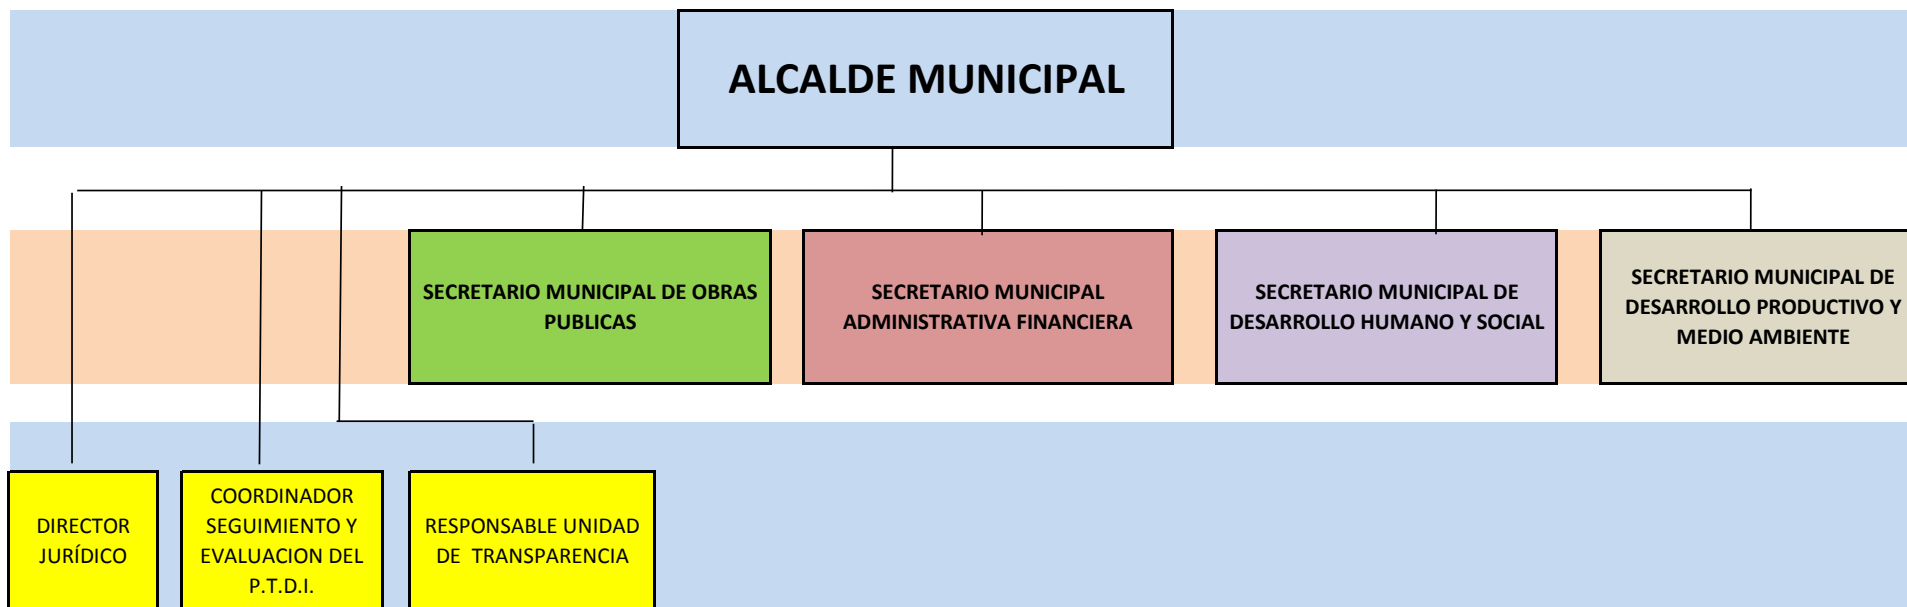 ALCALDE MUNICIPAL
SECRETARIO MUNICIPAL DE OBRAS
PUBLICAS
SECRETARIO MUNICIPAL
ADMINISTRATIVA FINANCIERA
SECRETARIO MUNICIPAL DE
DESARROLLO HUMANO Y SOCIAL
SECRETARIO MUNICIPAL DE
DESARROLLO PRODUCTIVO Y
MEDIO AMBIENTE
DIRECTOR
JURÍDICO
COORDINADOR
SEGUIMIENTO Y
EVALUACION DEL
P.T.D.I.
RESPONSABLE UNIDAD
DE TRANSPARENCIA